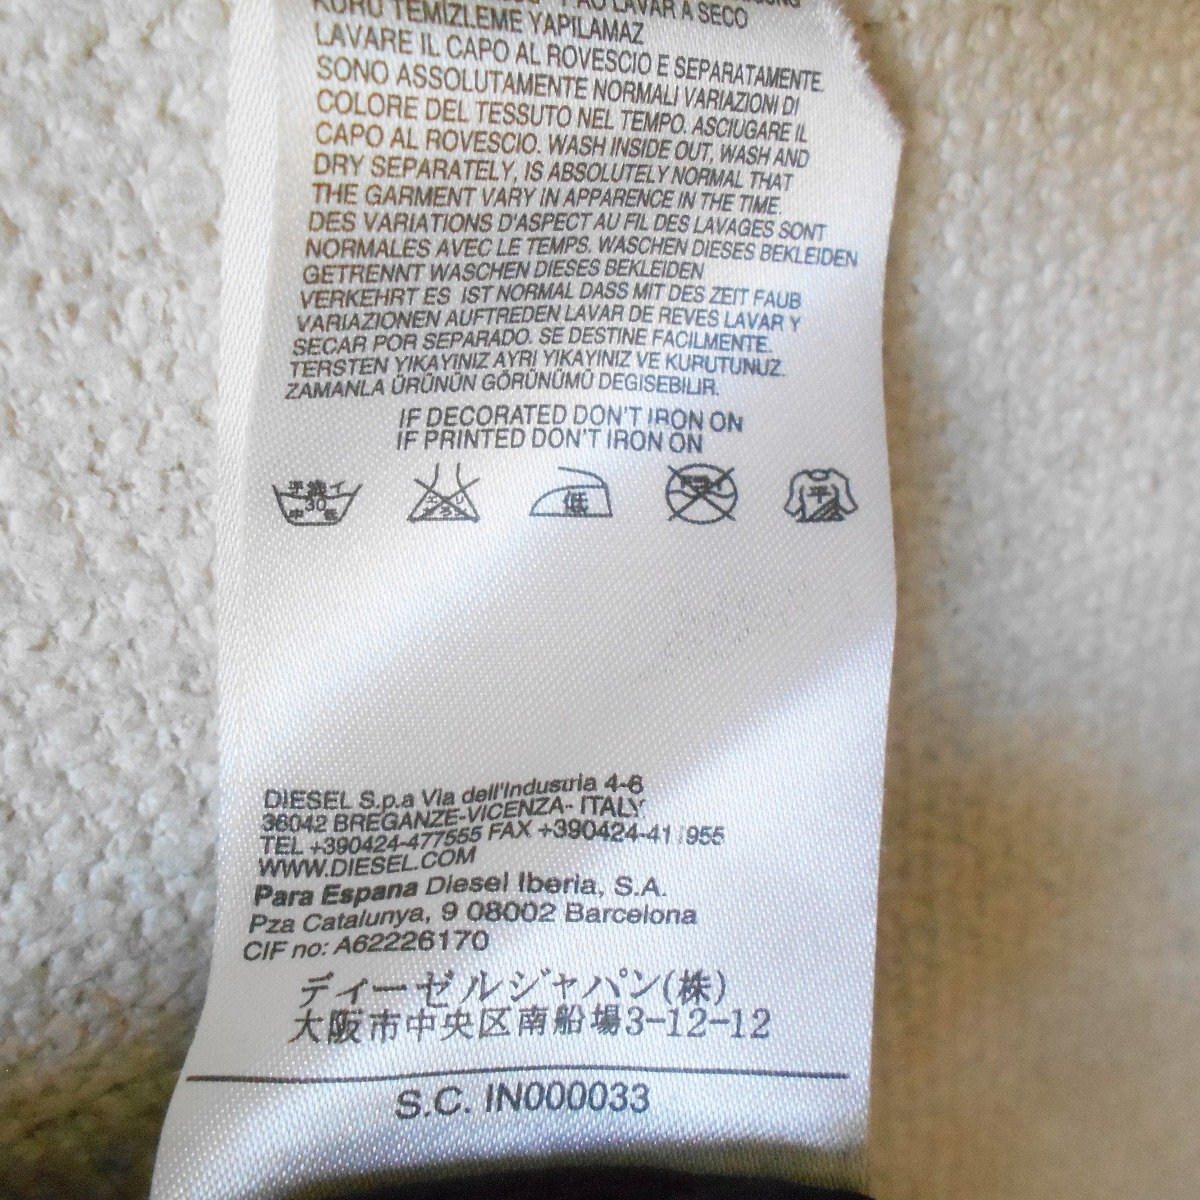 LAVAR A SECO
KURU TEMIZLEME YAPILAMAZ
LAVARE IL CAPO AL ROVESCIO E SEPARATAMENTE.
SONO ASSOLUTAMENTE NORMALI VARIAZIONI DI
COLORE DEL TESSUTO NEL TEMPO. ASCIUGARE IL
CAPO AL ROVESCIO. WASH INSIDE OUT, WASH AND
DRY SEPARATELY, IS ABSOLUTELY NORMAL THAT
THE GARMENT VARY IN APPARENCE IN THE TIME.
DES VARIATIONS D'ASPECT AU FIL DES LAVAGES SONT
NORMALES AVEC LE TEMPS. WASCHEN DIESES BEKLEIDEN
GETRENNT WASCHEN DIESES BEKLEIDEN
VERKEHRT ES IST NORMAL DASS MIT DES ZEIT FAUB
VARIAZIONEN AUFTREDEN LAVAR DE REVES LAVAR Y
SECAR POR SEPARADO. SE DESTINE FACILMENTE.
TERSTEN YIKAYINIZ AYRI YIKAYINIZ VE KURUTUNUZ.
ZAMANLA ÜRÜNÜN GÖRÜNÜMÜ DEGISEBILIR.
IF DECORATED DON'T IRON ON
IF PRINTED DON'T IRON ON
30 低 平
DIESEL S.p.a Via dell'Industria 4-6
36042 BREGANZE-VICENZA- ITALY
TEL +390424-477555 FAX +390424-41 955
WWW.DIESEL.COM
Para Espana Diesel Iberia, S.A.
Pza Catalunya, 9 08002 Barcelona
CIF no: A62226170
ディーゼルジャパン(株)
大阪市中央区南船場3-12-12
S.C. IN000033